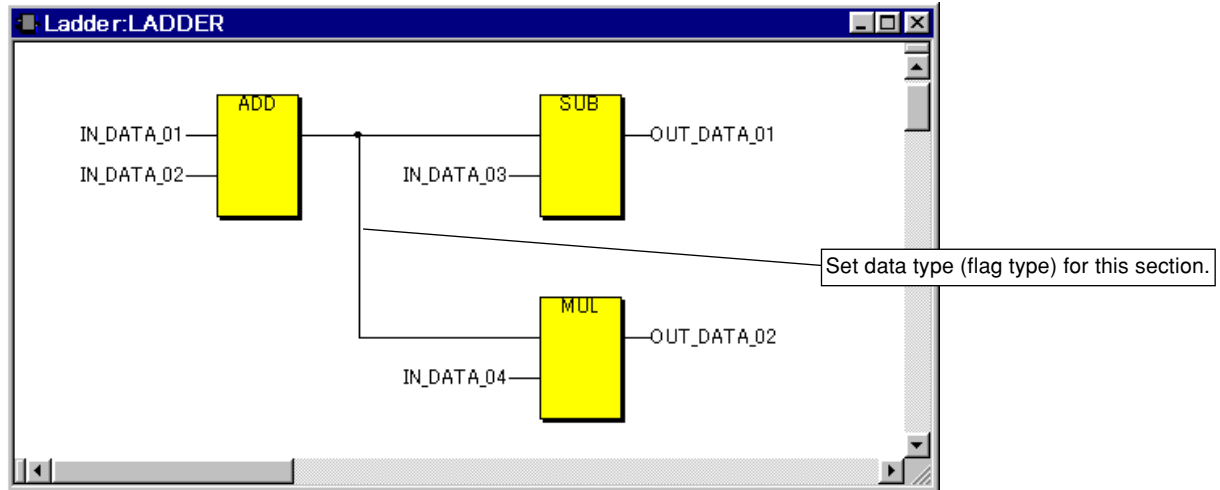 Ladder:LADDER
ADD
SUB
IN_DATA_01
OUT_DATA_01
IN_DATA_02
IN_DATA_03
Set data type (flag type) for this section.
MUL
OUT_DATA_02
IN_DATA_04